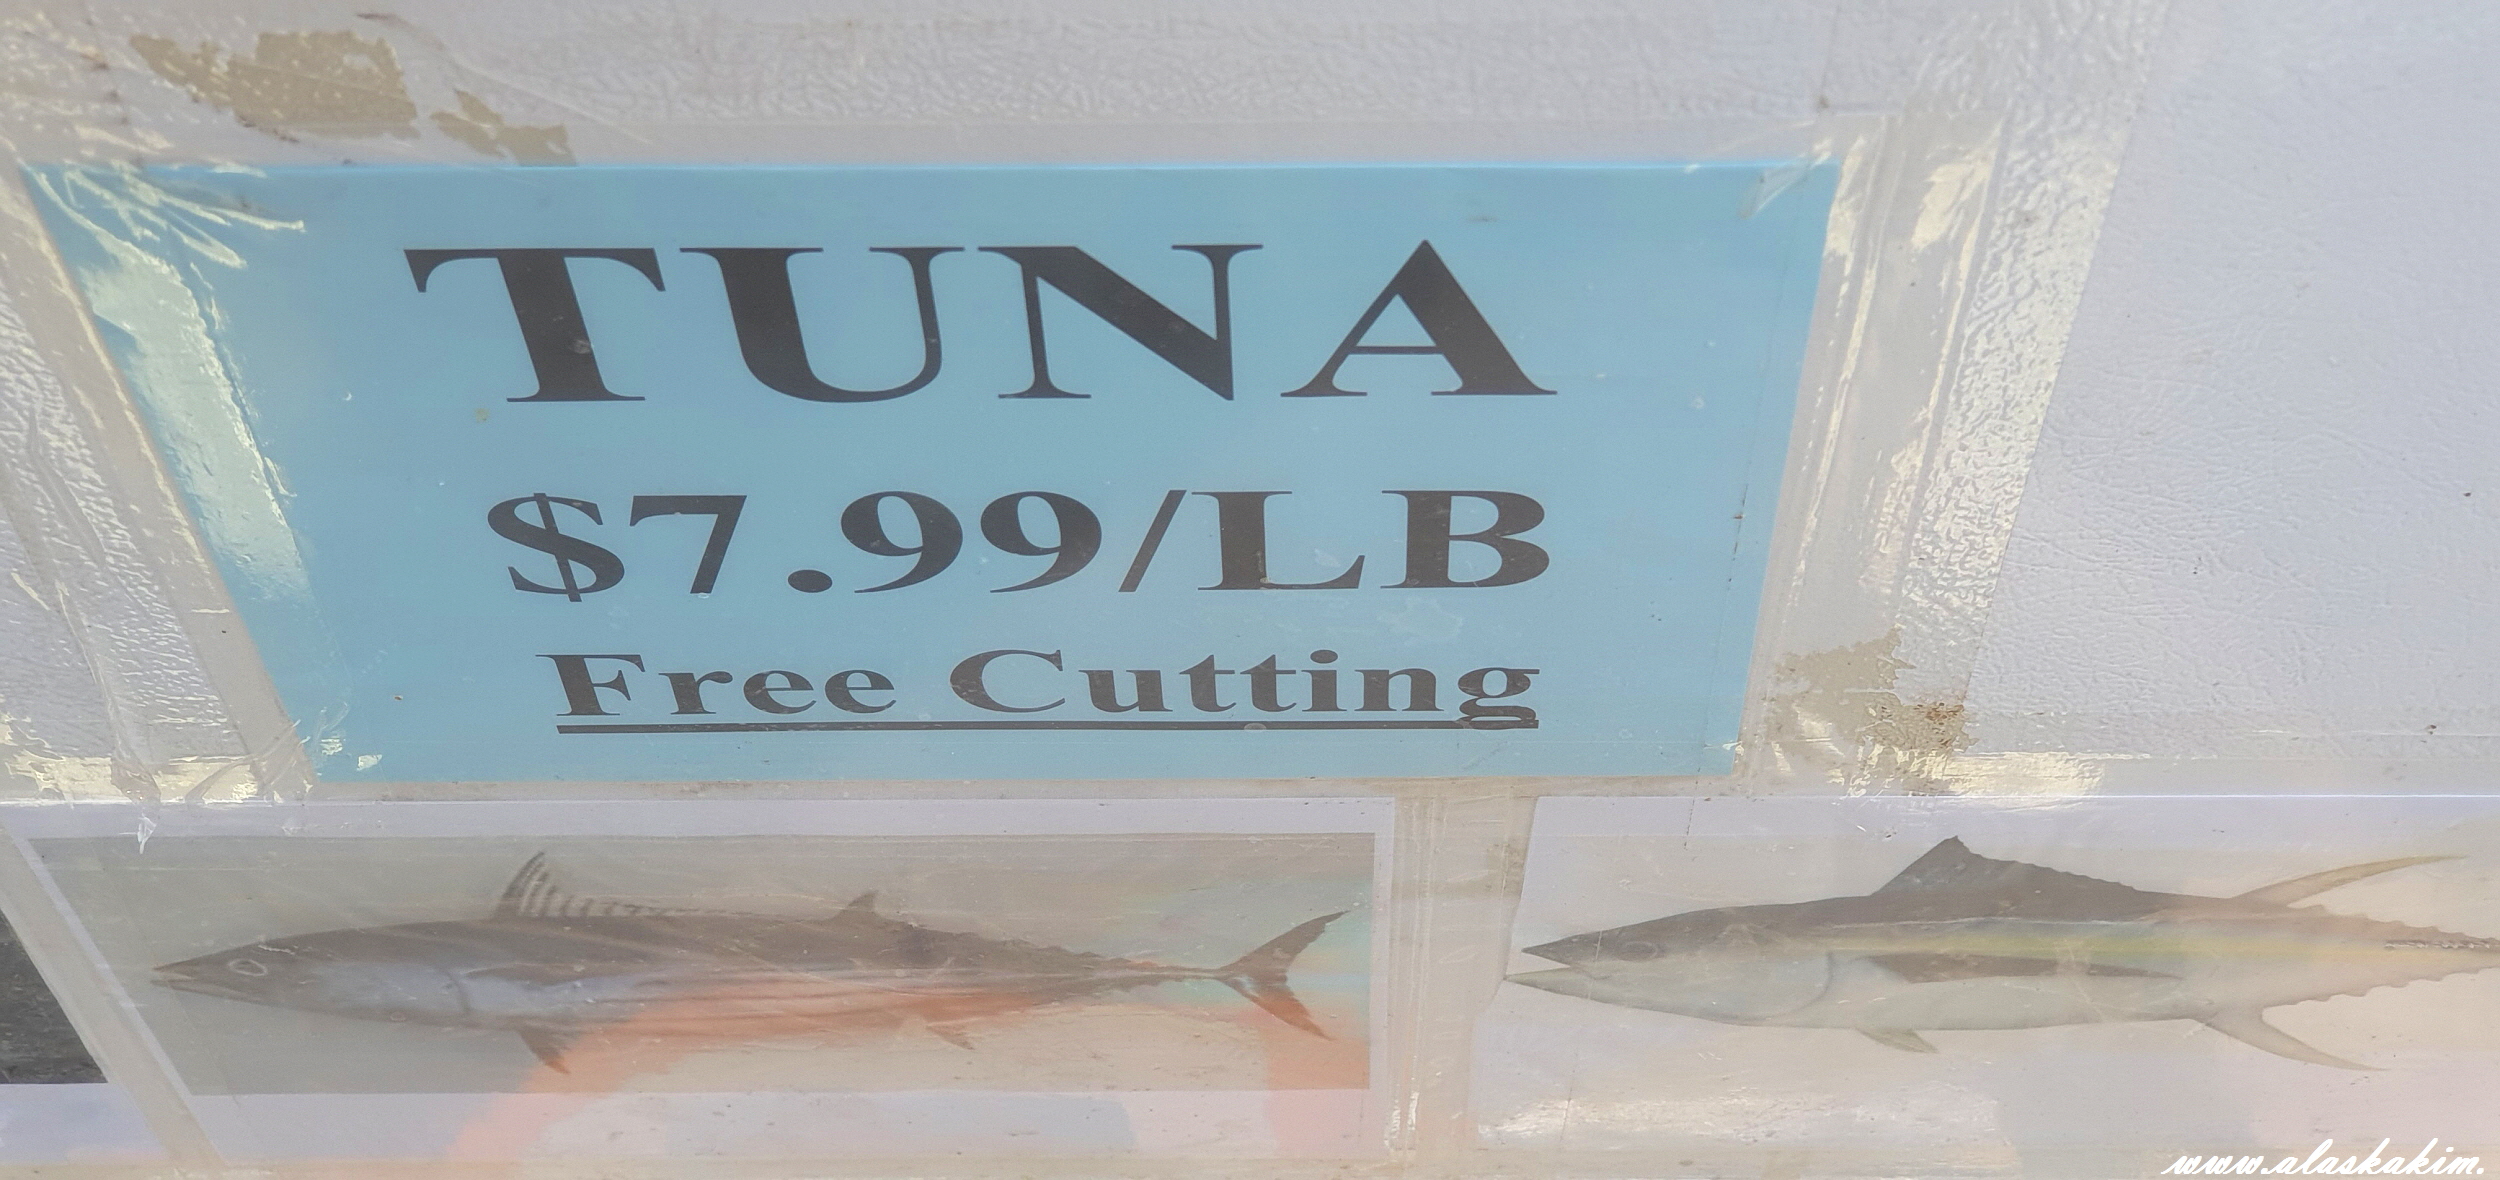 TUNA
$7.99/LB
Free Cutting
www.alaskakim.